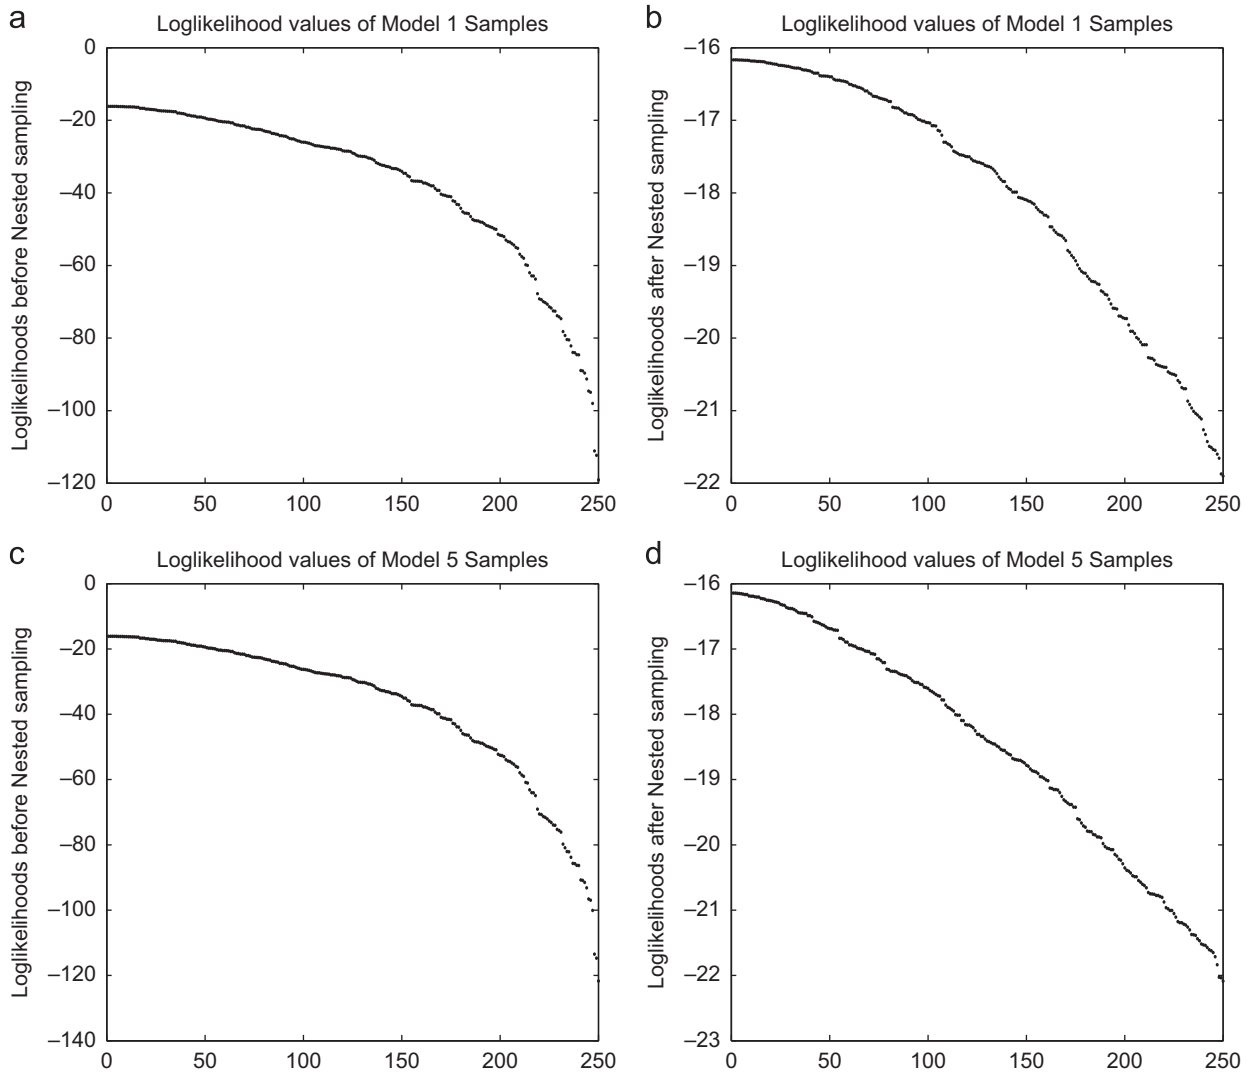 a
Loglikelihood values of Model 1 Samples
Loglikelihoods before Nested sampling
0
–20
–40
–60
–80
–100
–120
0 50 100 150 200 250
b
Loglikelihood values of Model 1 Samples
Loglikelihoods after Nested sampling
–16
–17
–18
–19
–20
–21
–22
0 50 100 150 200 250
c
Loglikelihood values of Model 5 Samples
Loglikelihoods before Nested sampling
0
–20
–40
–60
–80
–100
–120
–140
0 50 100 150 200 250
d
Loglikelihood values of Model 5 Samples
Loglikelihoods after Nested sampling
–16
–17
–18
–19
–20
–21
–22
–23
0 50 100 150 200 250